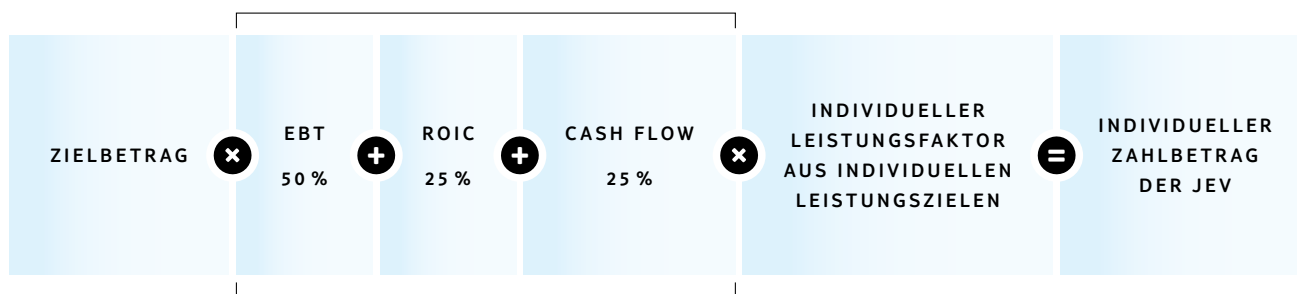 ZIELBETRAG
×
EBT
50 %
+
ROIC
25 %
+
CASH FLOW
25 %
×
INDIVIDUELLER
LEISTUNGSFAKTOR
AUS INDIVIDUELLEN
LEISTUNGSZIELEN
=
INDIVIDUELLER
ZAHLBETRAG
DER JEV